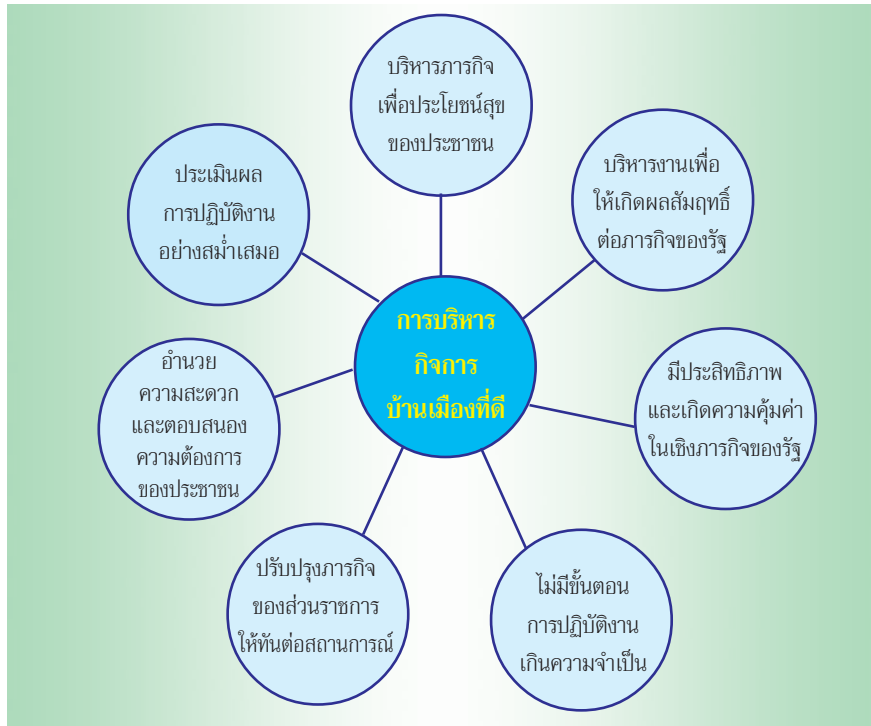 บริหารภารกิจ
เพื่อประโยชน์สุข
ของประชาชน
บริหารงานเพื่อ
ให้เกิดผลสัมฤทธิ์
ต่อภารกิจของรัฐ
มีประสิทธิภาพ
และเกิดความคุ้มค่า
ในเชิงภารกิจของรัฐ
ไม่มีขั้นตอน
การปฏิบัติงาน
เกินความจำเป็น
ปรับปรุงภารกิจ
ของส่วนราชการ
ให้ทันต่อสถานการณ์
อำนวย
ความสะดวก
และตอบสนอง
ความต้องการ
ของประชาชน
ประเมินผล
การปฏิบัติงาน
อย่างสม่ำเสมอ
การบริหาร
กิจการ
บ้านเมืองที่ดี